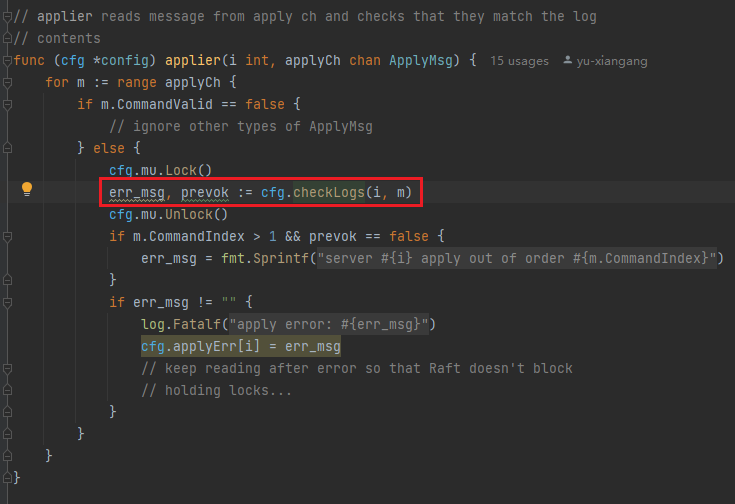 // applier reads message from apply ch and checks that they match the log
// contents
func (cfg *config) applier(i int, applyCh chan ApplyMsg) { 15 usages yu-xiangang
for m := range applyCh {
if m.CommandValid == false {
// ignore other types of ApplyMsg
} else {
cfg.mu.Lock()
err_msg, prevok := cfg.checkLogs(i, m)
cfg.mu.Unlock()
if m.CommandIndex > 1 && prevok == false {
err_msg = fmt.Sprintf("server #{i} apply out of order #{m.CommandIndex}")
}
if err_msg != "" {
log.Fatalf("apply error: #{err_msg}")
cfg.applyErr[i] = err_msg
// keep reading after error so that Raft doesn't block
// holding locks...
}
}
}
}